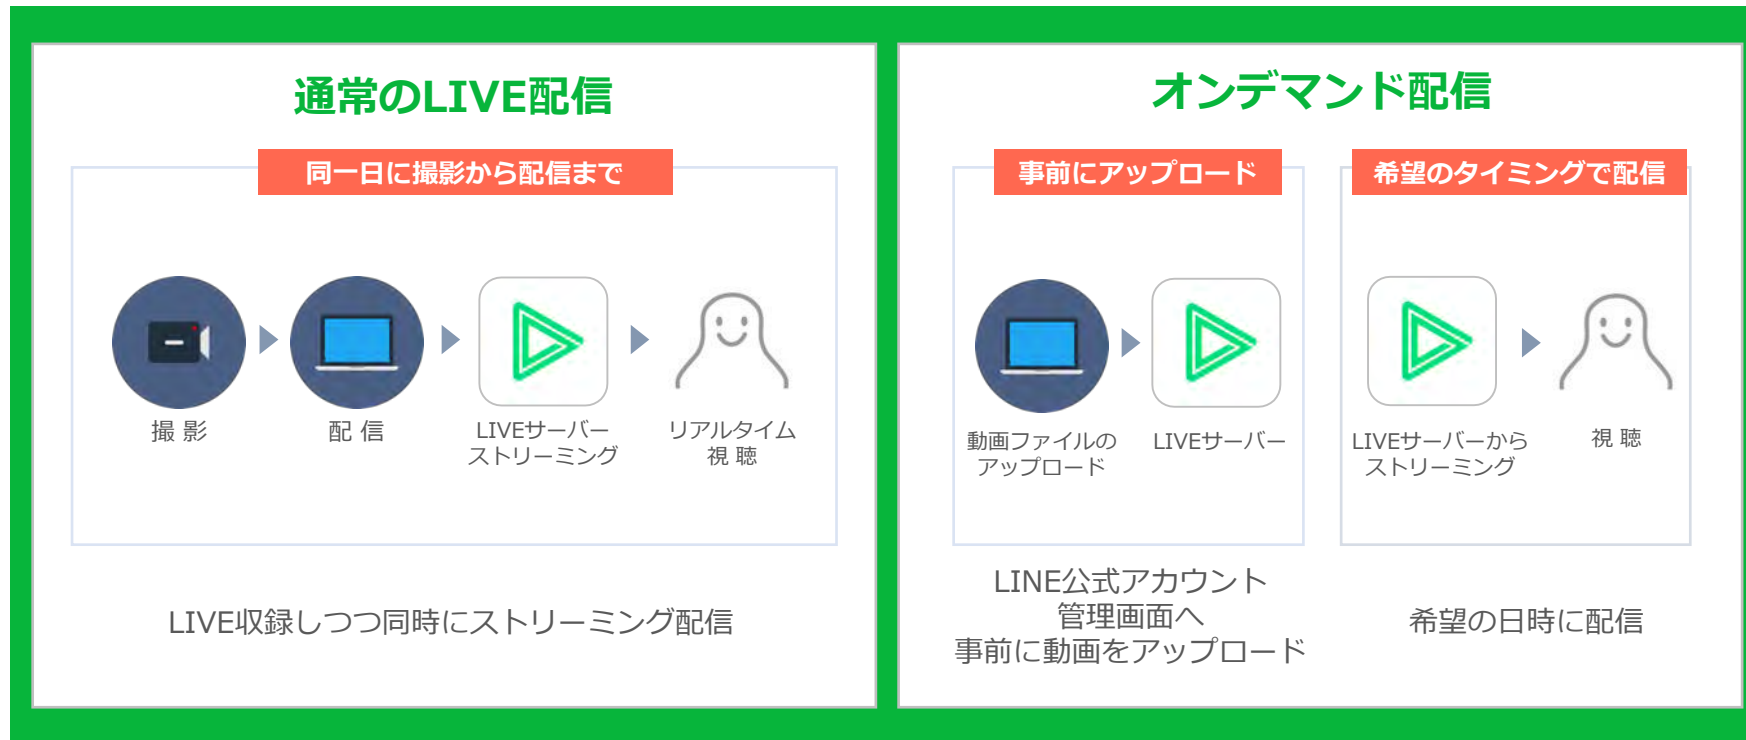 通常のLIVE配信
同一日に撮影から配信まで
撮 影
配 信
LIVEサーバー
ストリーミング
リアルタイム
視 聴
LIVE収録しつつ同時にストリーミング配信
オンデマンド配信
事前にアップロード
動画ファイルの
アップロード
LIVEサーバー
LINE公式アカウント
管理画面へ
事前に動画をアップロード
希望のタイミングで配信
LIVEサーバーから
ストリーミング
視 聴
希望の日時に配信